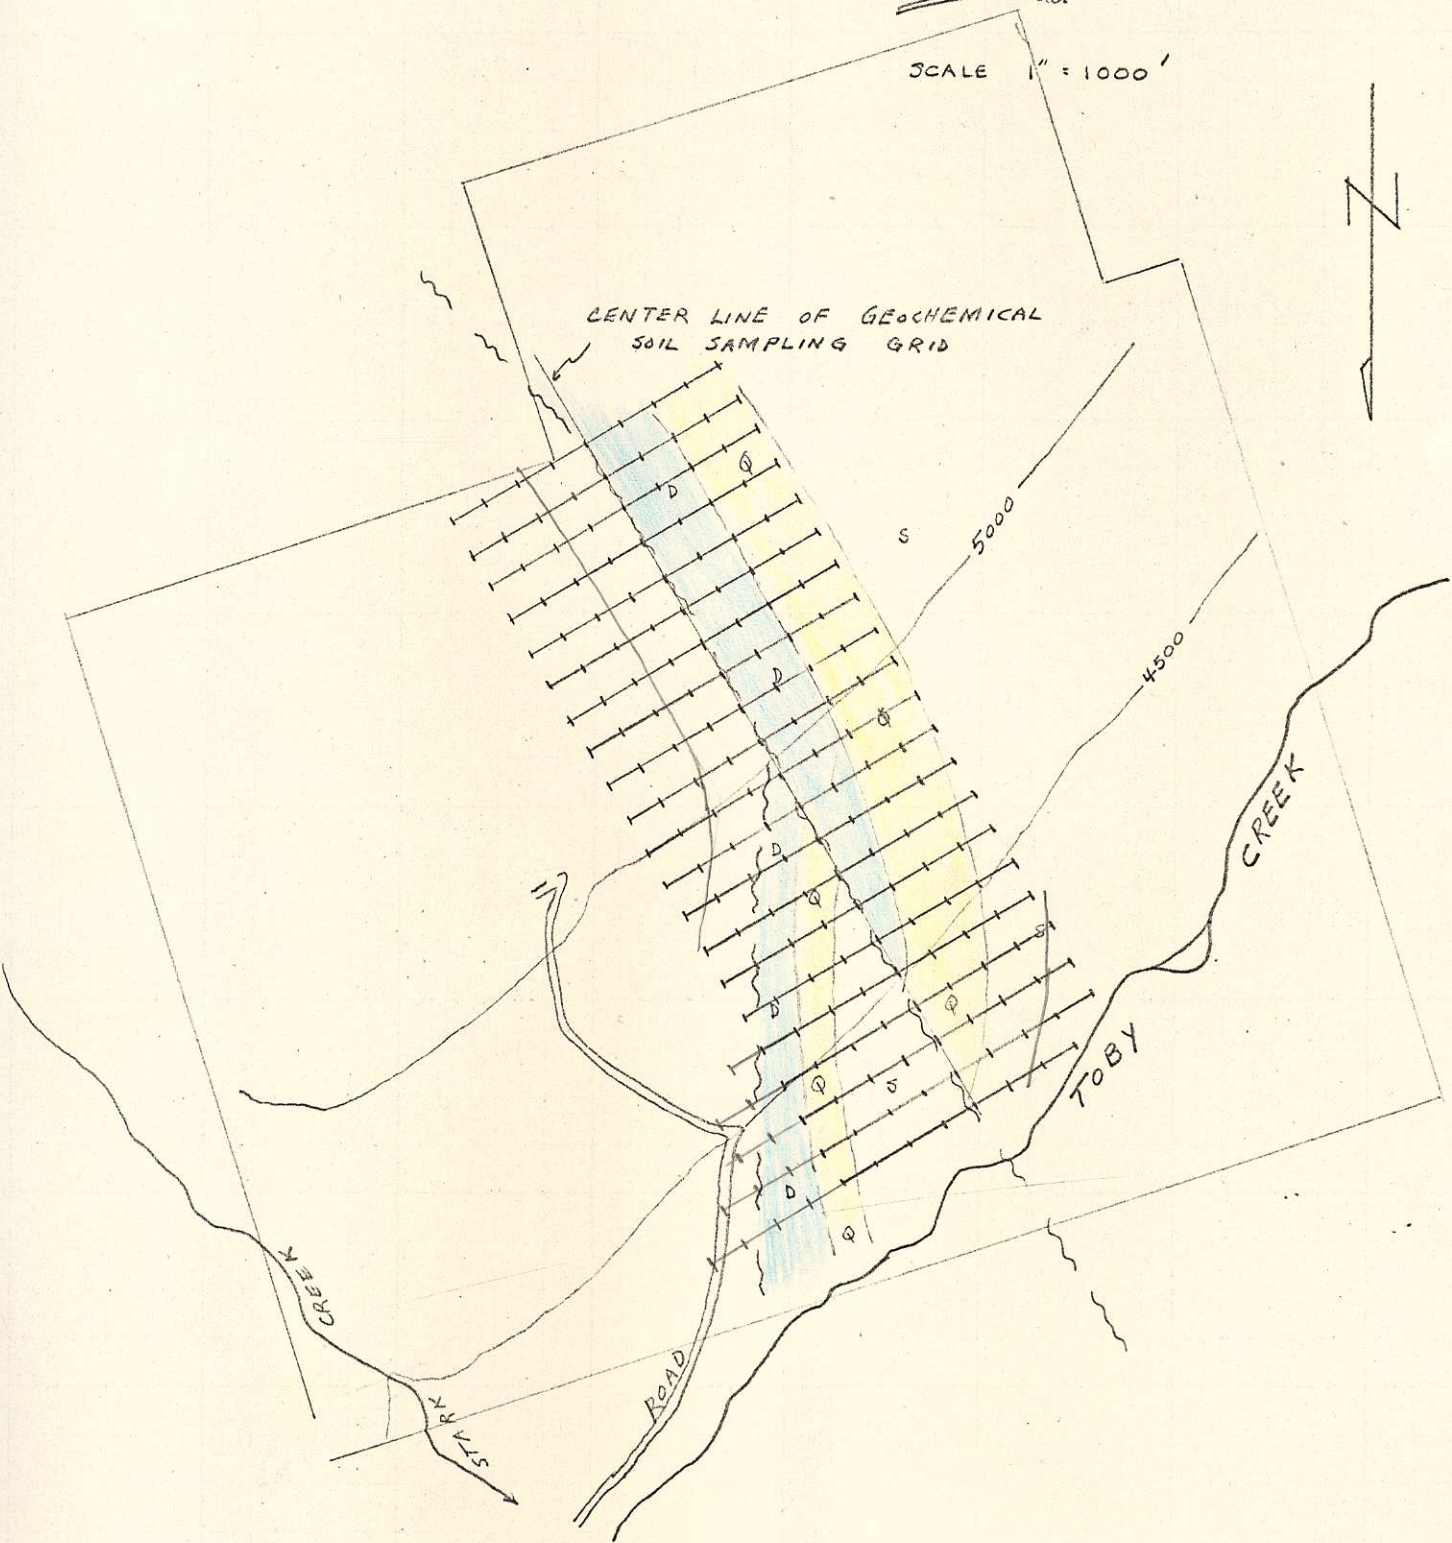 SCALE 1" = 1000'
N
CENTER LINE OF GEOCHEMICAL
SOIL SAMPLING GRID
Q
D
S
5000
4500
D
Q
CREEK
D
Q
S
D
Q
TOBY
Q
S
D
Q
CREEK
STARK
ROAD